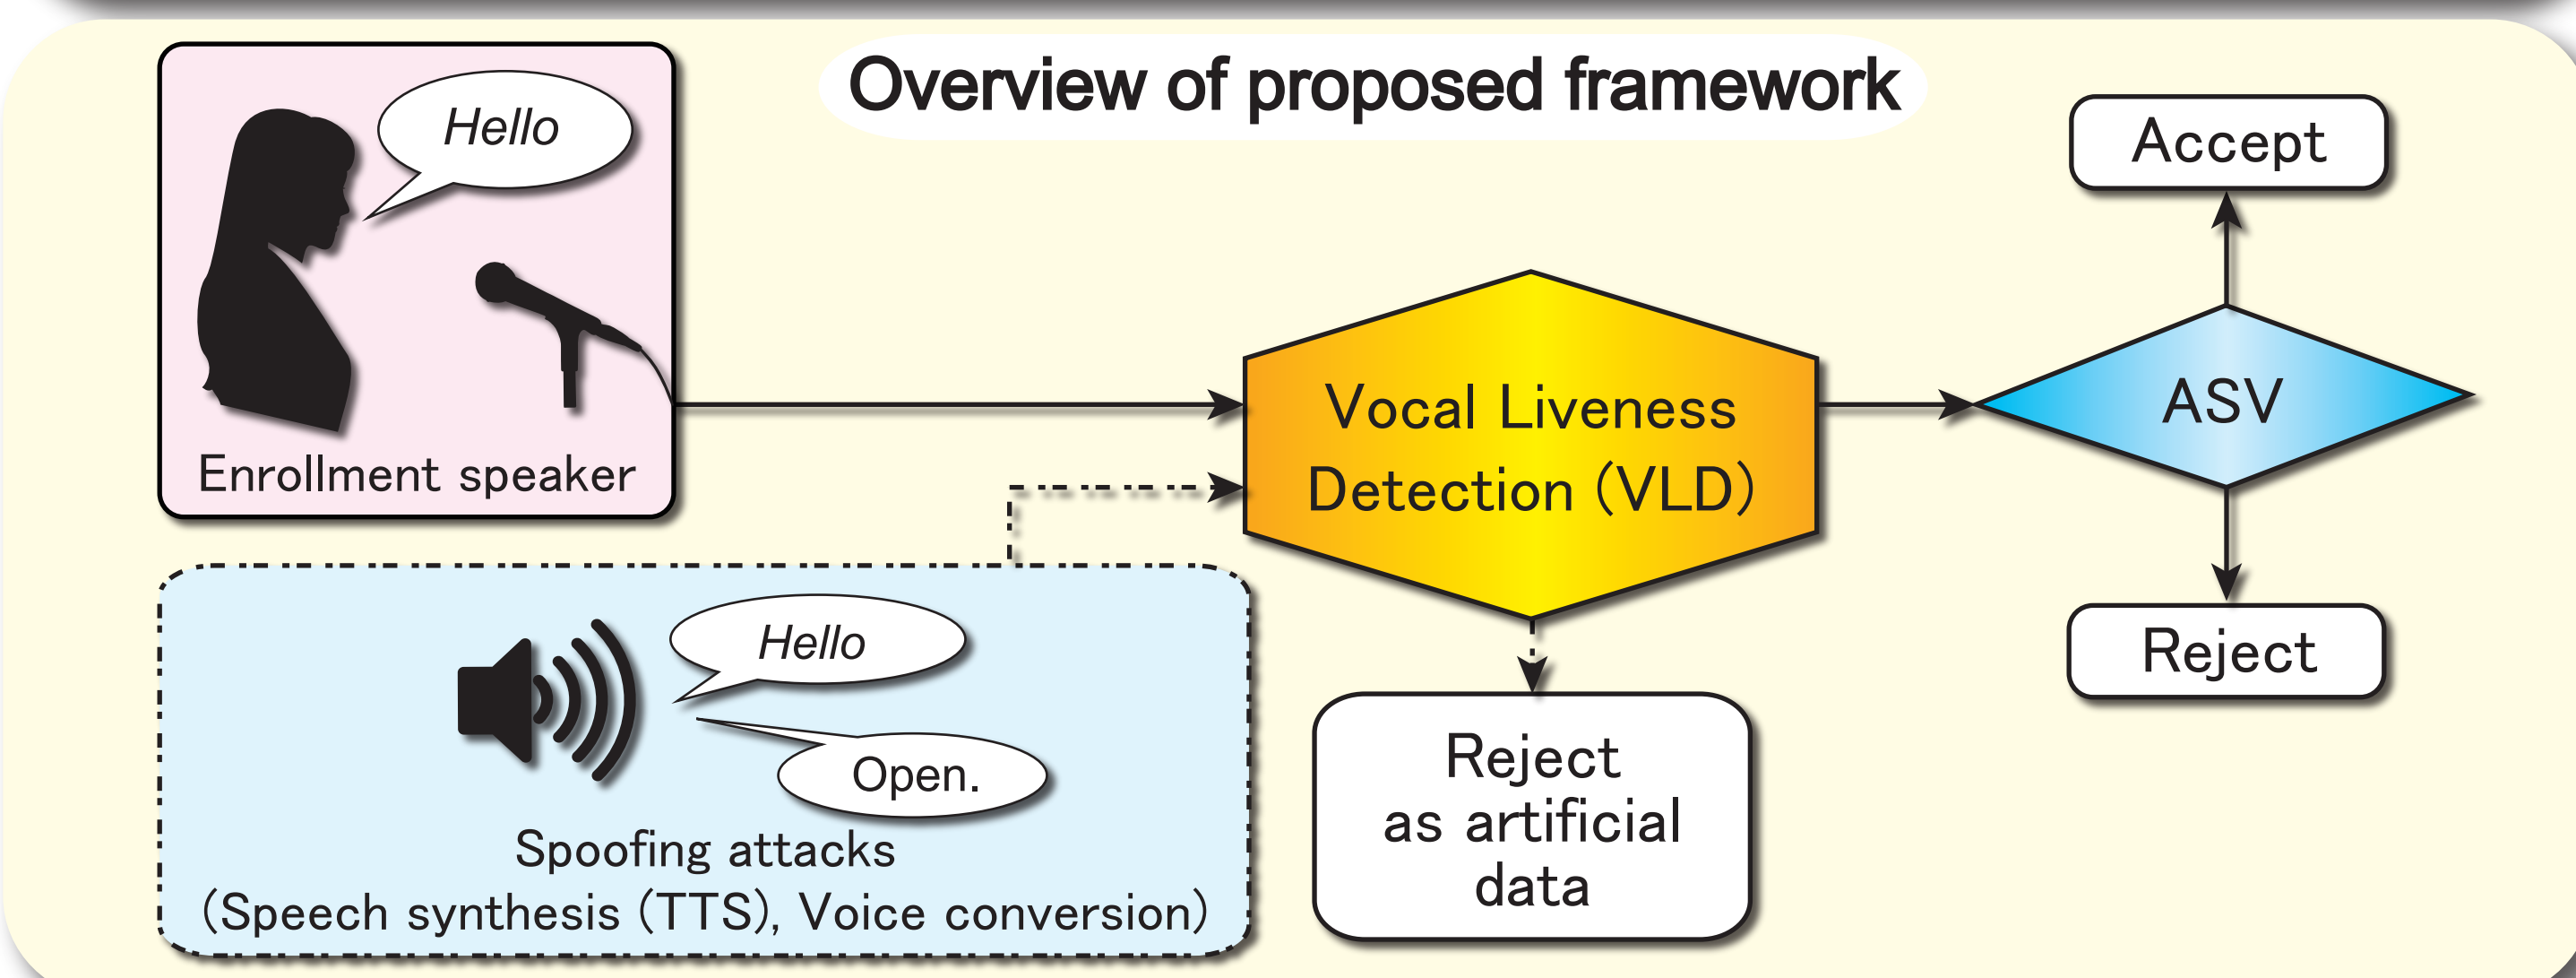 Overview of proposed framework
Hello
Enrollment speaker
Hello
Open.
Spoofing attacks
(Speech synthesis (TTS), Voice conversion)
Vocal Liveness
Detection (VLD)
Reject
as artificial
data
ASV
Accept
Reject